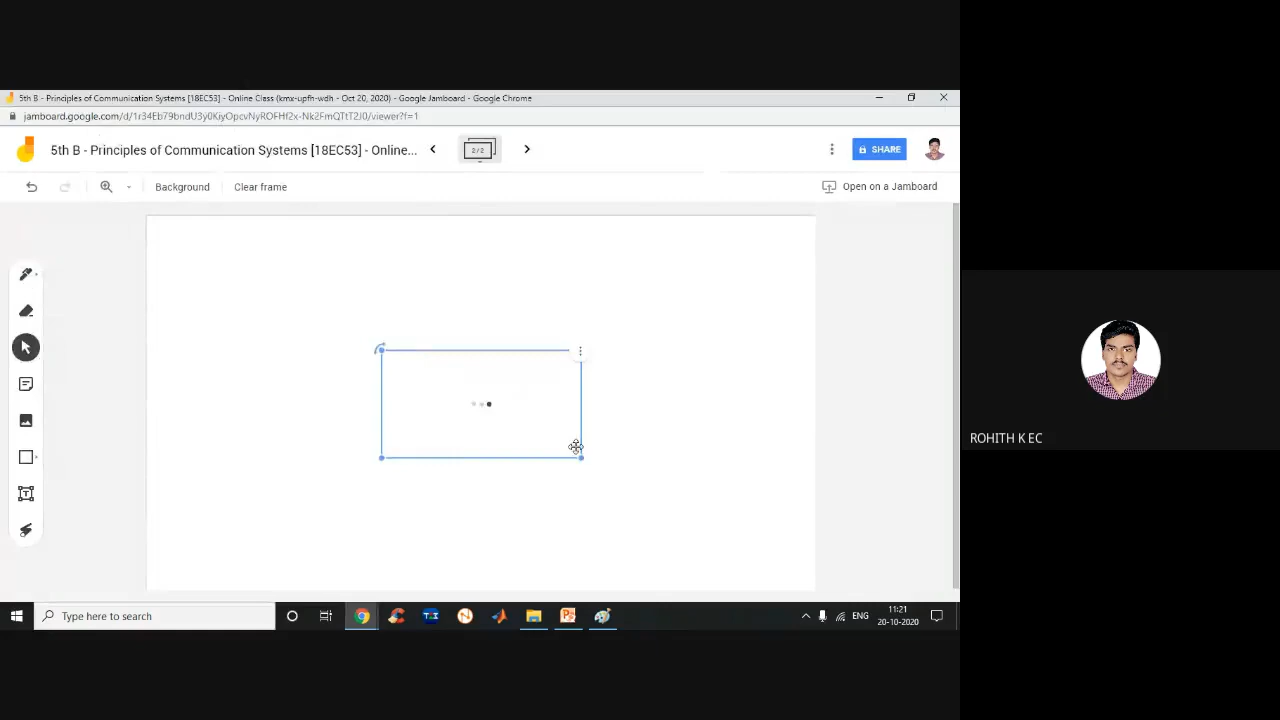 5th B - Principles of Communication Systems [18EC53] - Online Class (kmx-upfh-wdh - Oct 20, 2020) - Google Jamboard - Google Chrome
jamboard.google.com/d/1r34Eb79bndU3y0KiyOpcvNyROFHf2x-Nk2FmQTtT2J0/viewer?f=1
5th B - Principles of Communication Systems [18EC53] - Online...
2/2
SHARE
Background
Clear frame
Open on a Jamboard
ROHITH K EC
Type here to search
ENG
11:21
20-10-2020